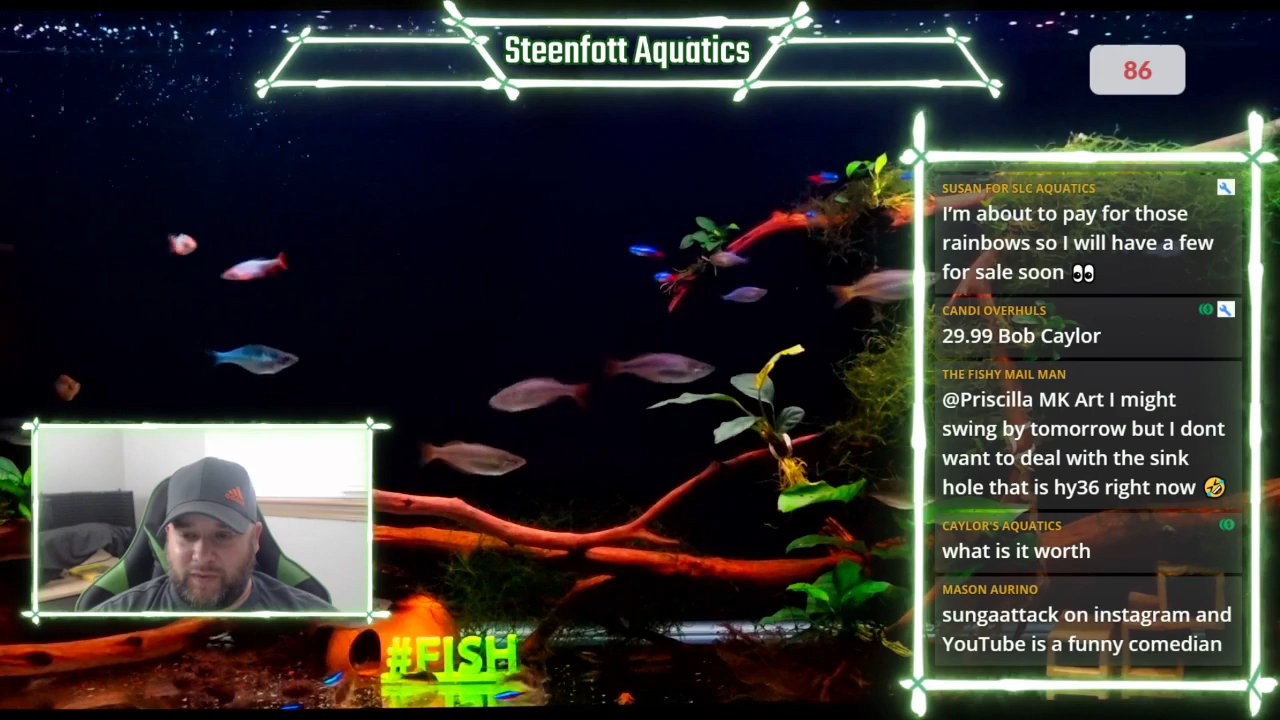 Steenfott Aquatics
86
SUSAN FOR SLC AQUATICS
I'm about to pay for those
rainbows so I will have a few
for sale soon 👀
CANDI OVERHULS
29.99 Bob Caylor
THE FISHY MAIL MAN
@Priscilla MK Art I might
swing by tomorrow but I dont
want to deal with the sink
hole that is hy36 right now 🤣
CAYLOR'S AQUATICS
what is it worth
MASON AURINO
sungaattack on instagram and
YouTube is a funny comedian
#FISH